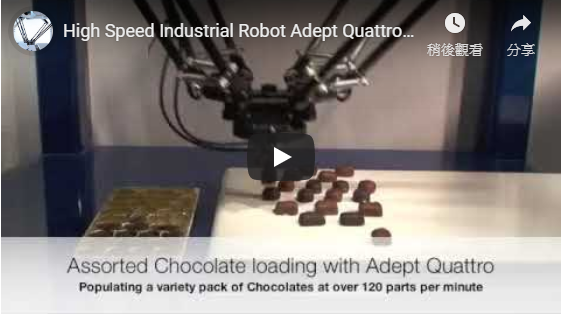 High Speed Industrial Robot Adept Quattro...
稍後觀看
分享
Assorted Chocolate loading with Adept Quattro
Populating a variety pack of Chocolates at over 120 parts per minute